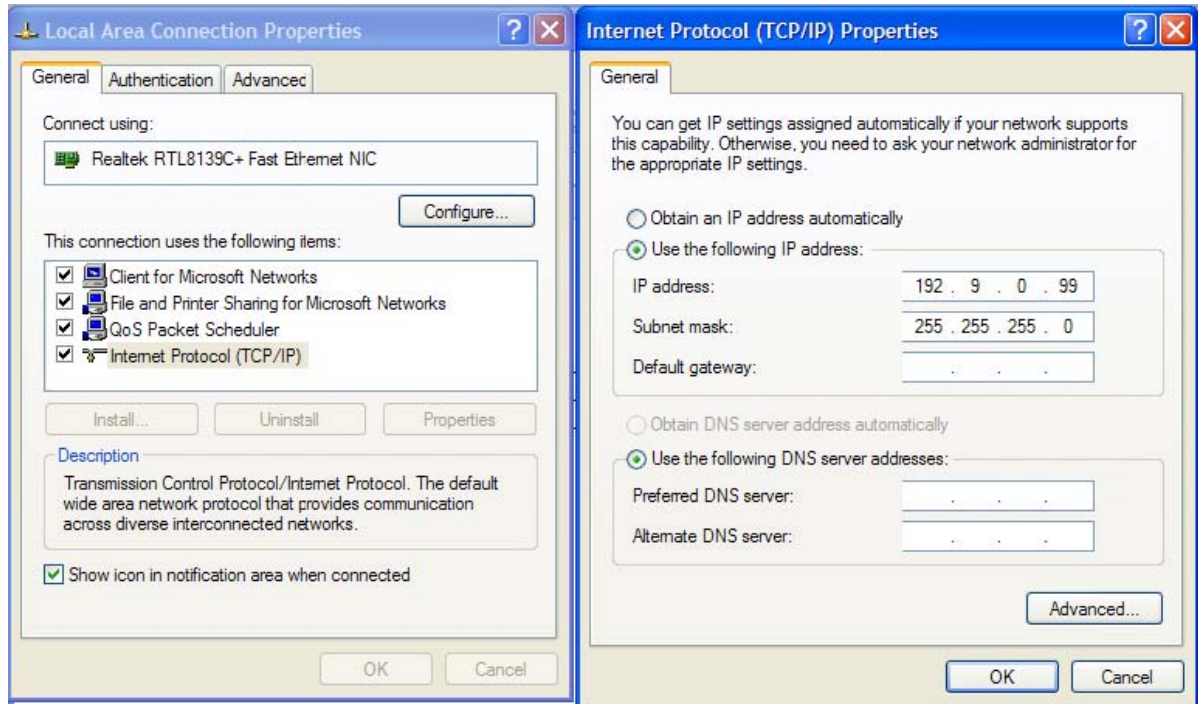 Local Area Connection Properties
General Authentication Advanced
Connect using:
Realtek RTL8139C+ Fast Ethernet NIC
Configure...
This connection uses the following items:
Client for Microsoft Networks
File and Printer Sharing for Microsoft Networks
QoS Packet Scheduler
Internet Protocol (TCP/IP)
Install... Uninstall Properties
Description
Transmission Control Protocol/Internet Protocol. The default
wide area network protocol that provides communication
across diverse interconnected networks.
Show icon in notification area when connected
OK Cancel
Internet Protocol (TCP/IP) Properties
General
You can get IP settings assigned automatically if your network supports
this capability. Otherwise, you need to ask your network administrator for
the appropriate IP settings.
Obtain an IP address automatically
Use the following IP address:
IP address: 192 . 9 . 0 . 99
Subnet mask: 255 . 255 . 255 . 0
Default gateway: . . .
Obtain DNS server address automatically
Use the following DNS server addresses:
Preferred DNS server: . . .
Alternate DNS server: . . .
Advanced...
OK Cancel